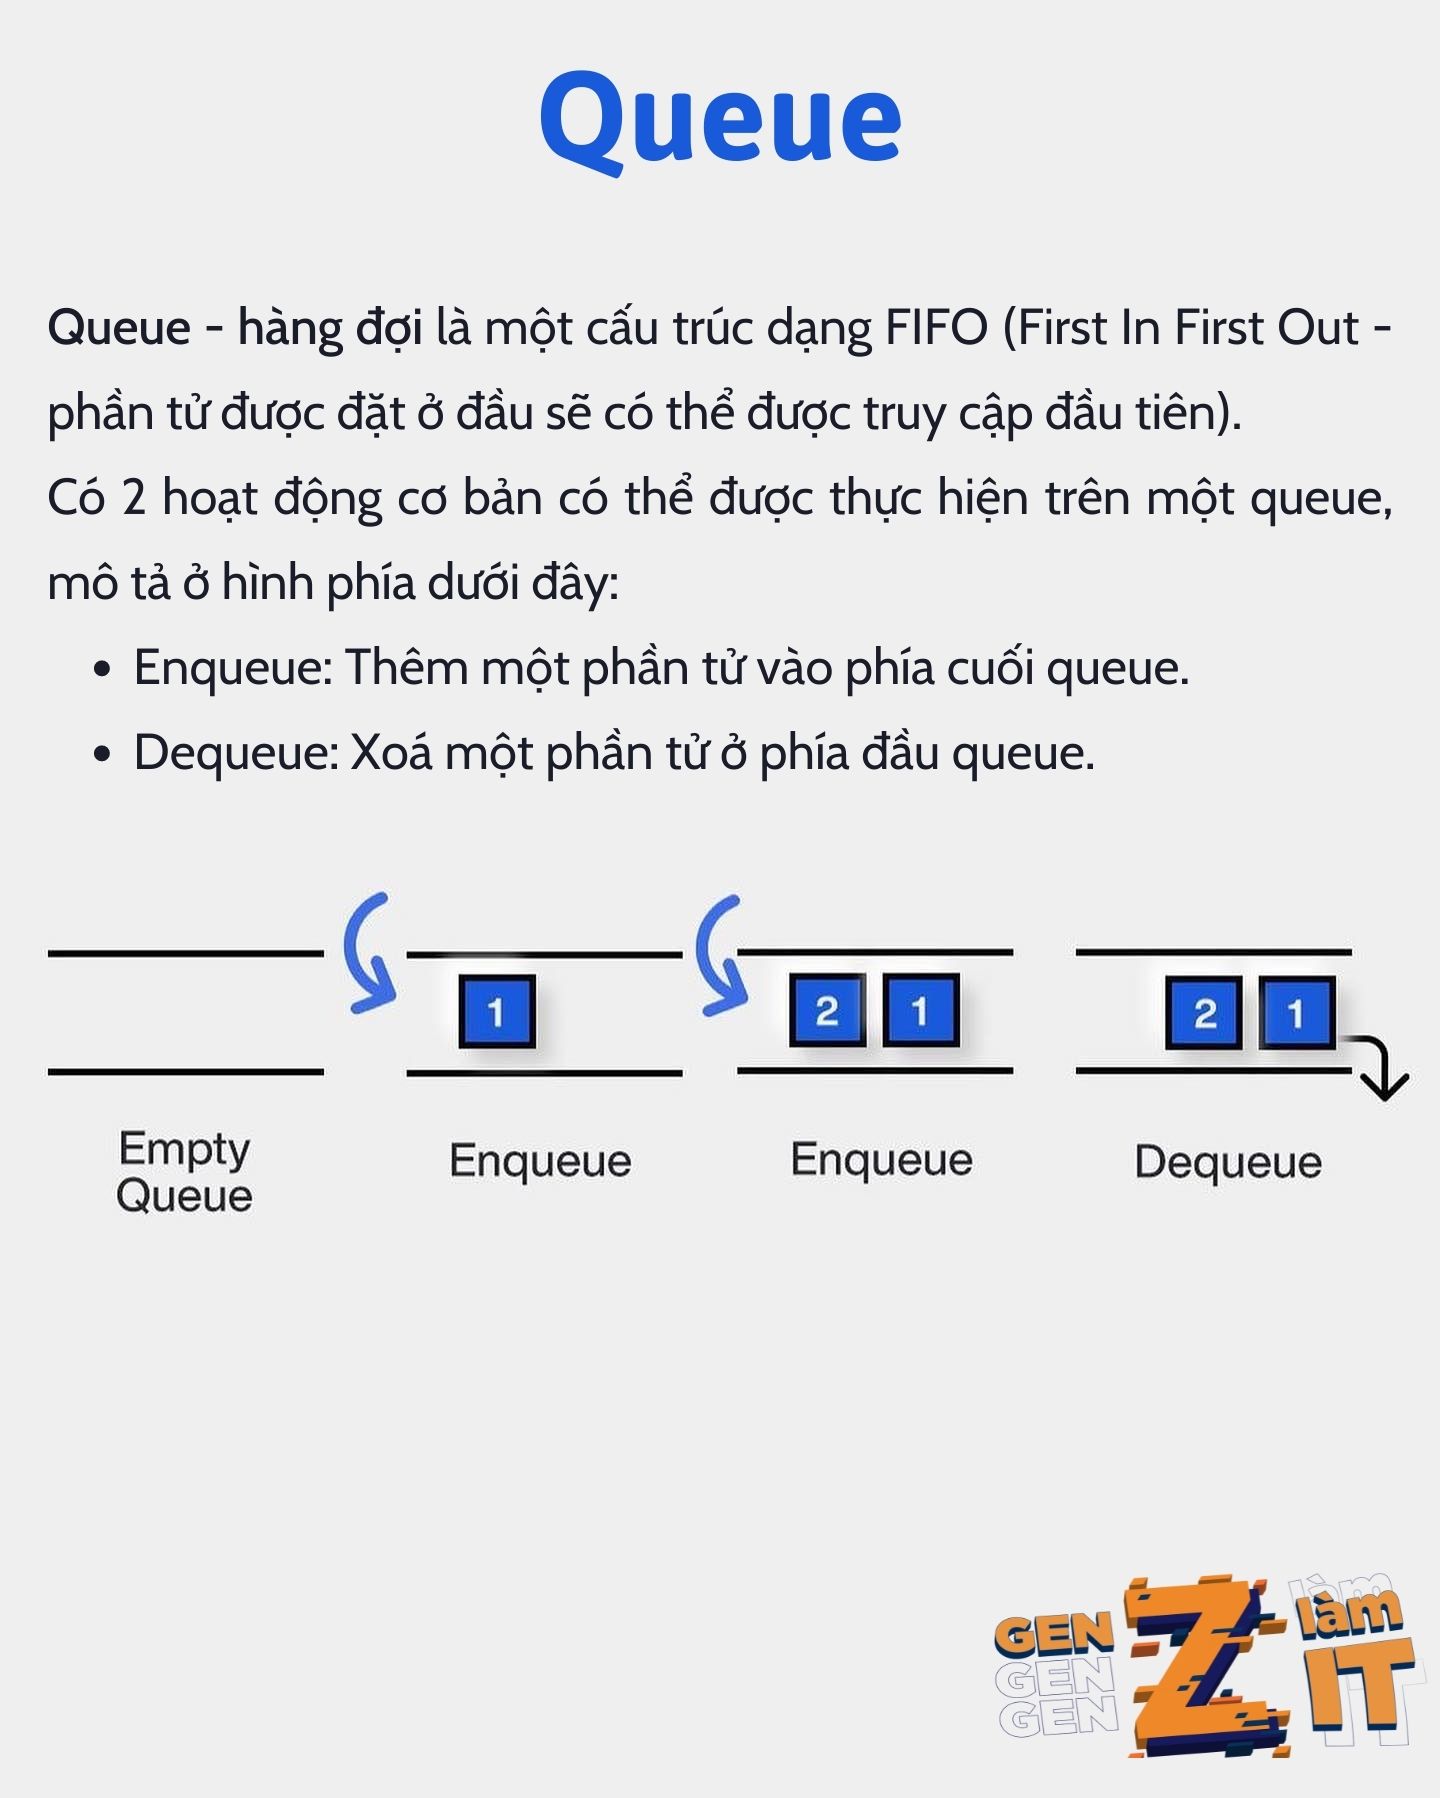 Queue
Queue - hàng đợi là một cấu trúc dạng FIFO (First In First Out -
phần tử được đặt ở đầu sẽ có thể được truy cập đầu tiên).
Có 2 hoạt động cơ bản có thể được thực hiện trên một queue,
mô tả ở hình phía dưới đây:
• Enqueue: Thêm một phần tử vào phía cuối queue.
• Dequeue: Xoá một phần tử ở phía đầu queue.
1
2 1
2 1
Empty
Queue
Enqueue
Enqueue
Dequeue
GEN Z làm
GEN IT
GEN